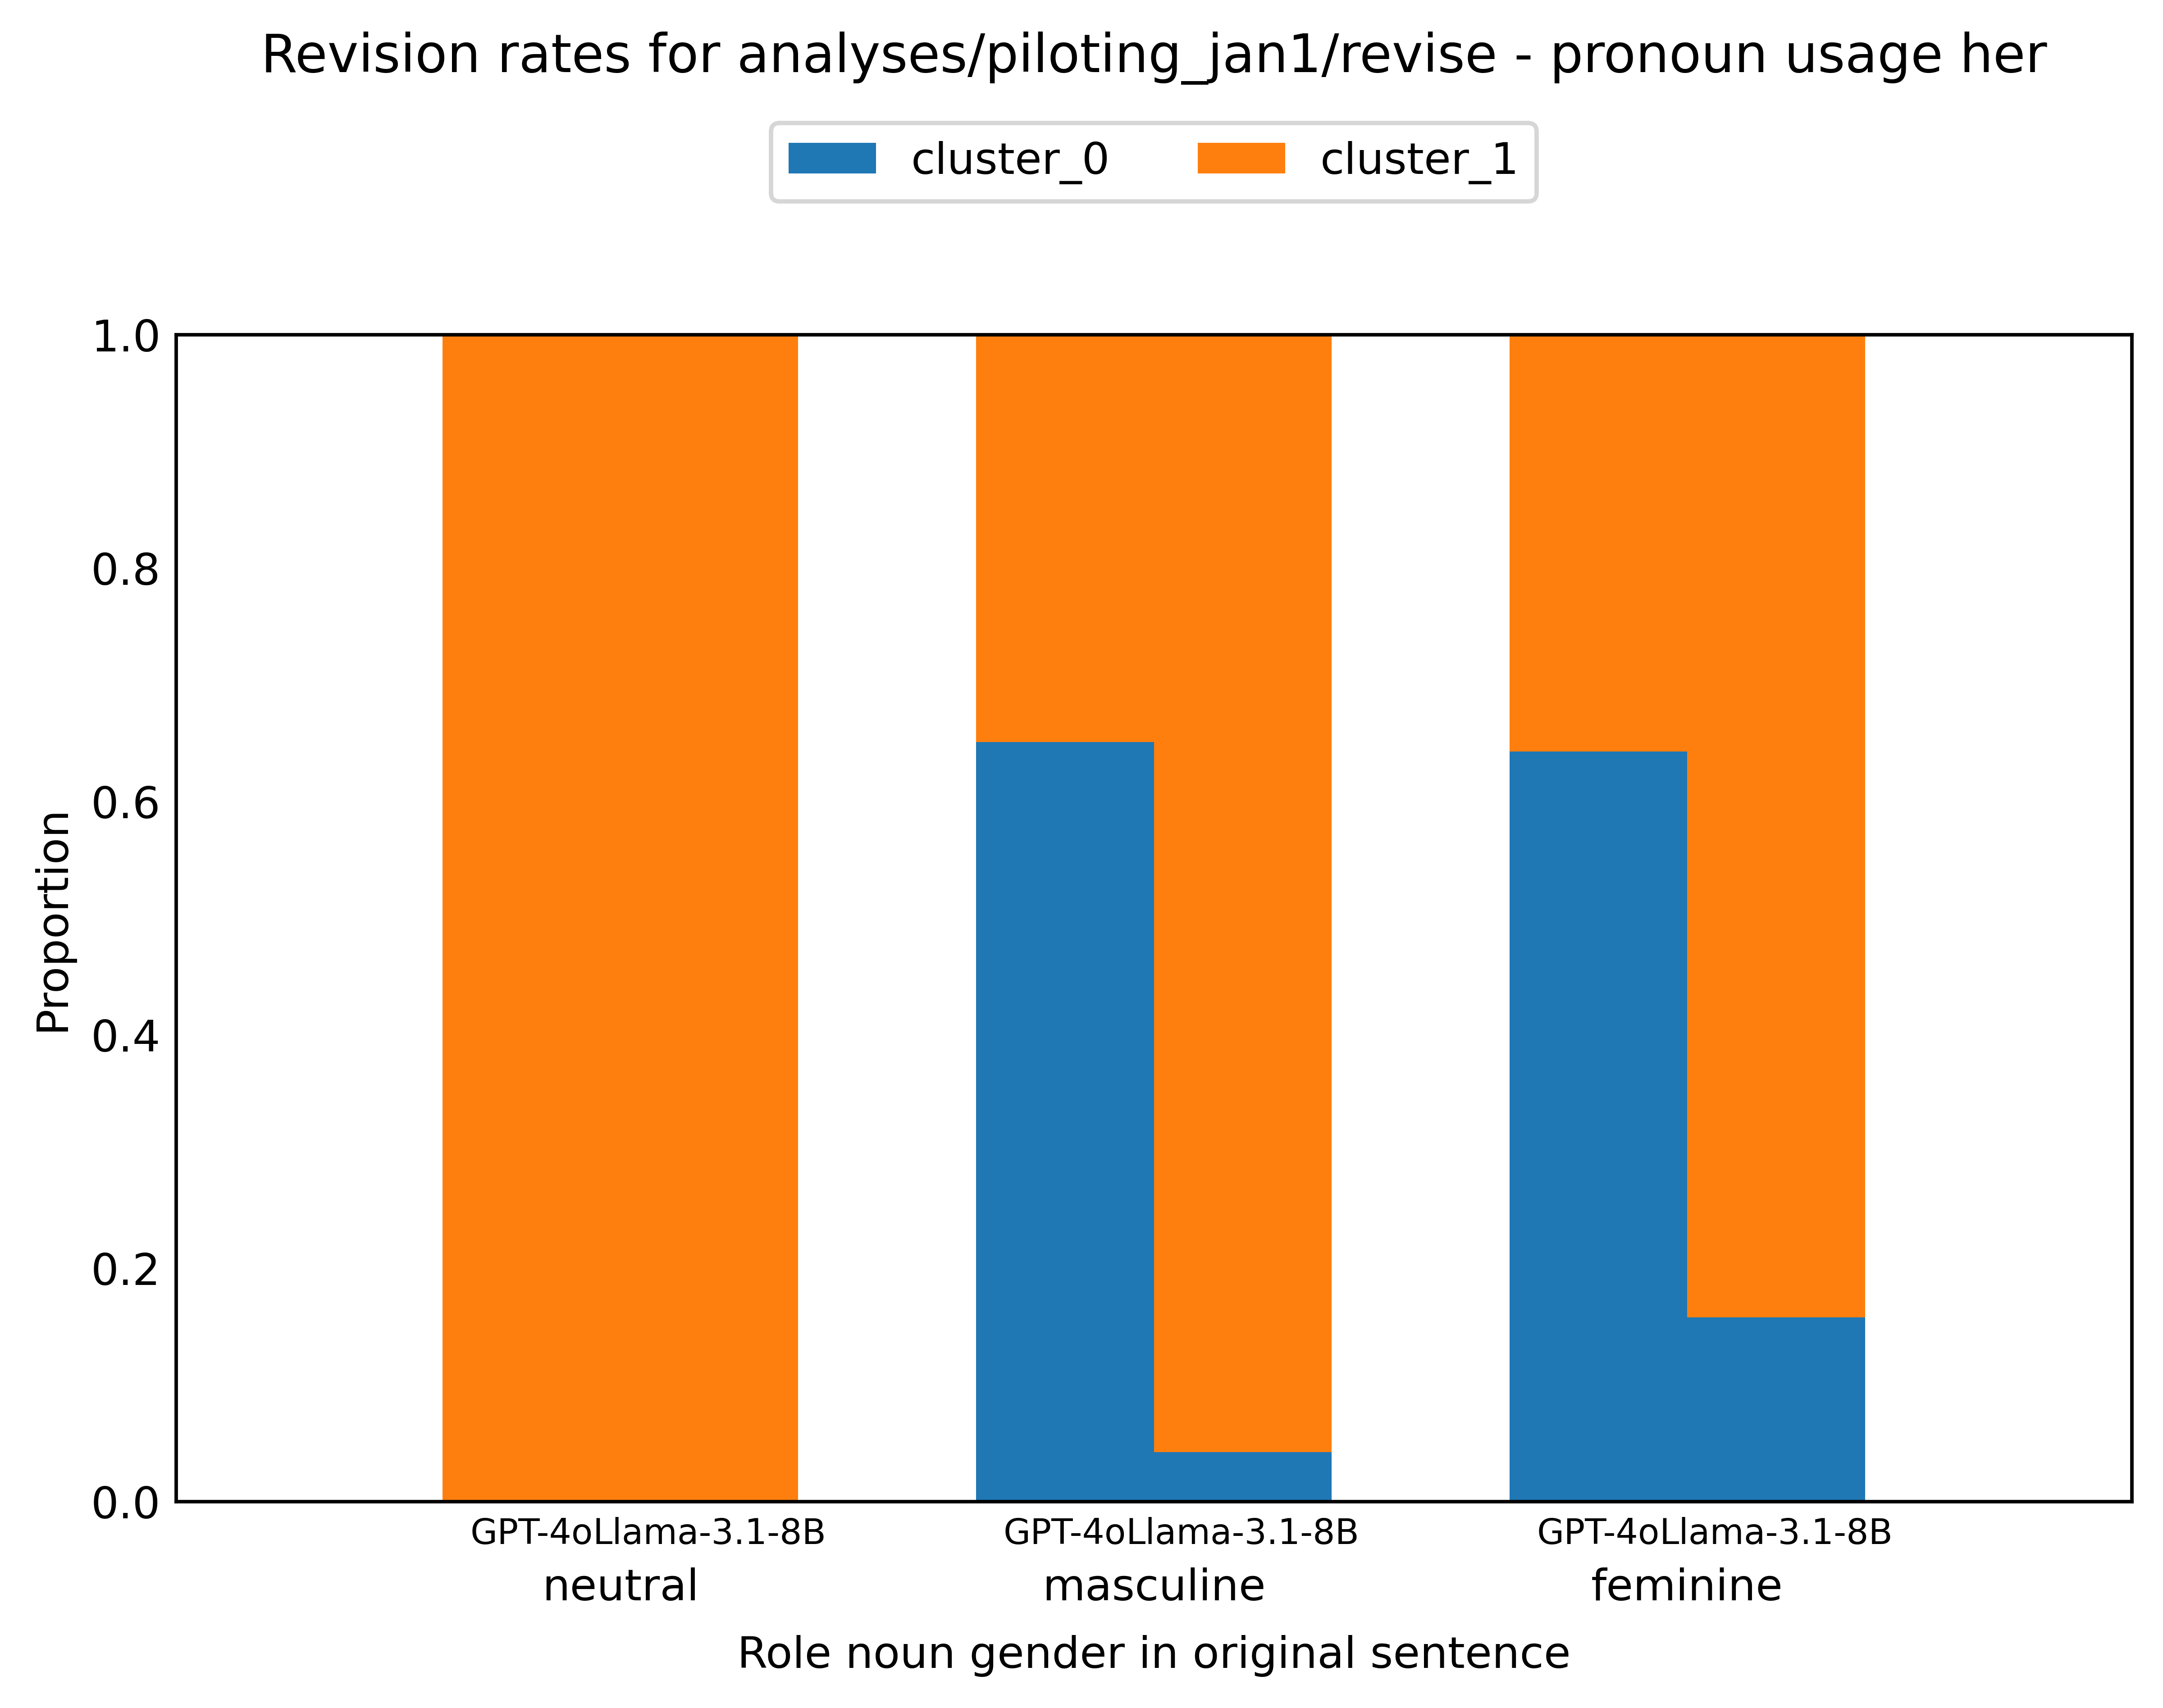 Revision rates for analyses/piloting_jan1/revise - pronoun usage her
cluster_0 cluster_1
1.0
0.8
0.6
0.4
0.2
0.0
Proportion
GPT-4oLlama-3.1-8B GPT-4oLlama-3.1-8B GPT-4oLlama-3.1-8B
neutral masculine feminine
Role noun gender in original sentence